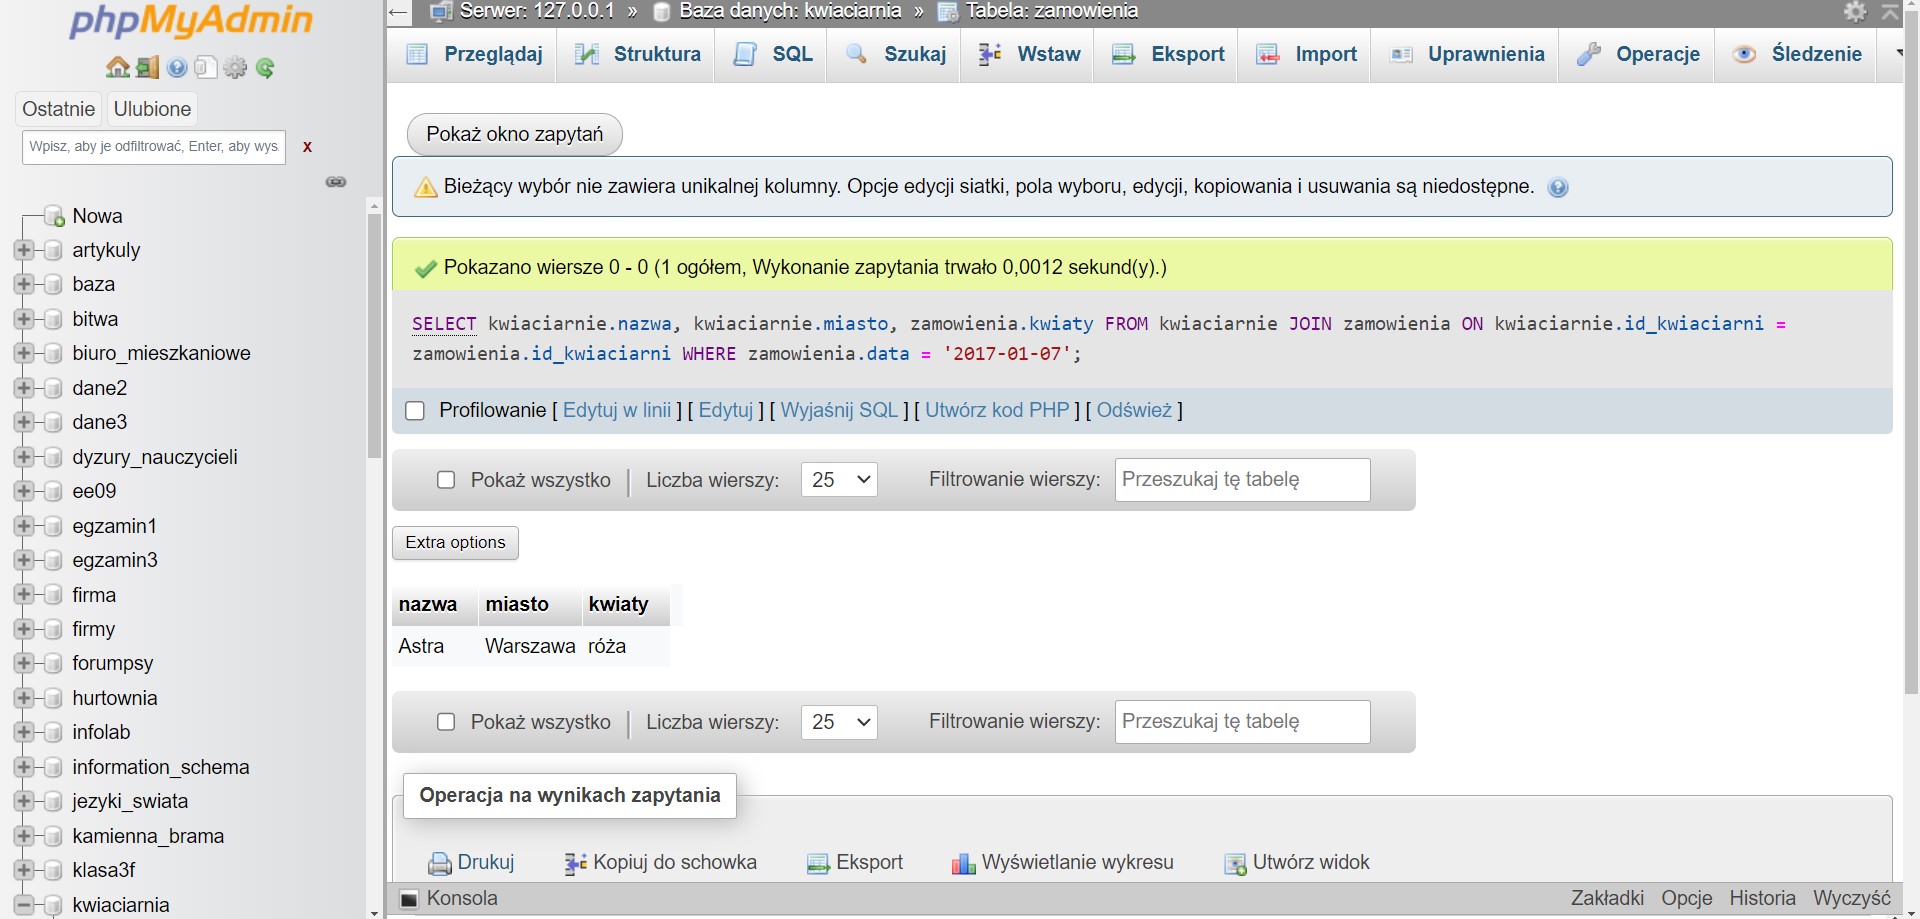 phpMyAdmin
Ostatnie Ulubione
Wpisz, aby je odfiltrować, Enter, aby wys X
Nowa
artykuly
baza
bitwa
biuro_mieszkaniowe
dane2
dane3
dyzury_nauczycieli
ee09
egzamin1
egzamin3
firma
firmy
forumpsy
hurtownia
infolab
information_schema
jezyki_swiata
kamienna_brama
klasa3f
kwiaciarnia
Serwer: 127.0.0.1 » Baza danych: kwiaciarnia » Tabela: zamowienia
Przeglądaj Struktura SQL Szukaj Wstaw Eksport Import Uprawnienia Operacje Śledzenie
Pokaż okno zapytań
Bieżący wybór nie zawiera unikalnej kolumny. Opcje edycji siatki, pola wyboru, edycji, kopiowania i usuwania są niedostępne.
Pokazano wiersze 0 - 0 (1 ogółem, Wykonanie zapytania trwało 0,0012 sekund(y).)
SELECT kwiaciarnie.nazwa, kwiaciarnie.miasto, zamowienia.kwiaty FROM kwiaciarnie JOIN zamowienia ON kwiaciarnie.id_kwiaciarni =
zamowienia.id_kwiaciarni WHERE zamowienia.data = '2017-01-07';
Profilowanie [ Edytuj w linii ] [ Edytuj ] [ Wyjaśnij SQL ] [ Utwórz kod PHP ] [ Odśwież ]
Pokaż wszystko | Liczba wierszy: 25 Filtrowanie wierszy: Przeszukaj tę tabelę
Extra options
nazwa miasto kwiaty
Astra Warszawa róża
Pokaż wszystko | Liczba wierszy: 25 Filtrowanie wierszy: Przeszukaj tę tabelę
Operacja na wynikach zapytania
Drukuj Kopiuj do schowka Eksport Wyświetlanie wykresu Utwórz widok
Konsola Zakładki Opcje Historia Wyczyść